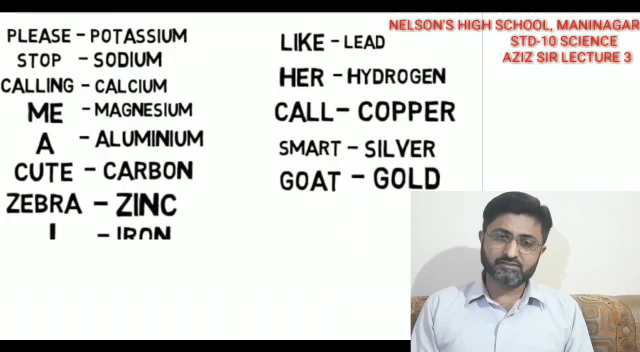 NELSON'S HIGH SCHOOL, MANINAGAR
STD-10 SCIENCE
AZIZ SIR LECTURE 3
PLEASE - POTASSIUM
STOP - SODIUM
CALLING - CALCIUM
ME - MAGNESIUM
A - ALUMINIUM
CUTE - CARBON
ZEBRA - ZINC
I - IRON
LIKE - LEAD
HER - HYDROGEN
CALL - COPPER
SMART - SILVER
GOAT - GOLD